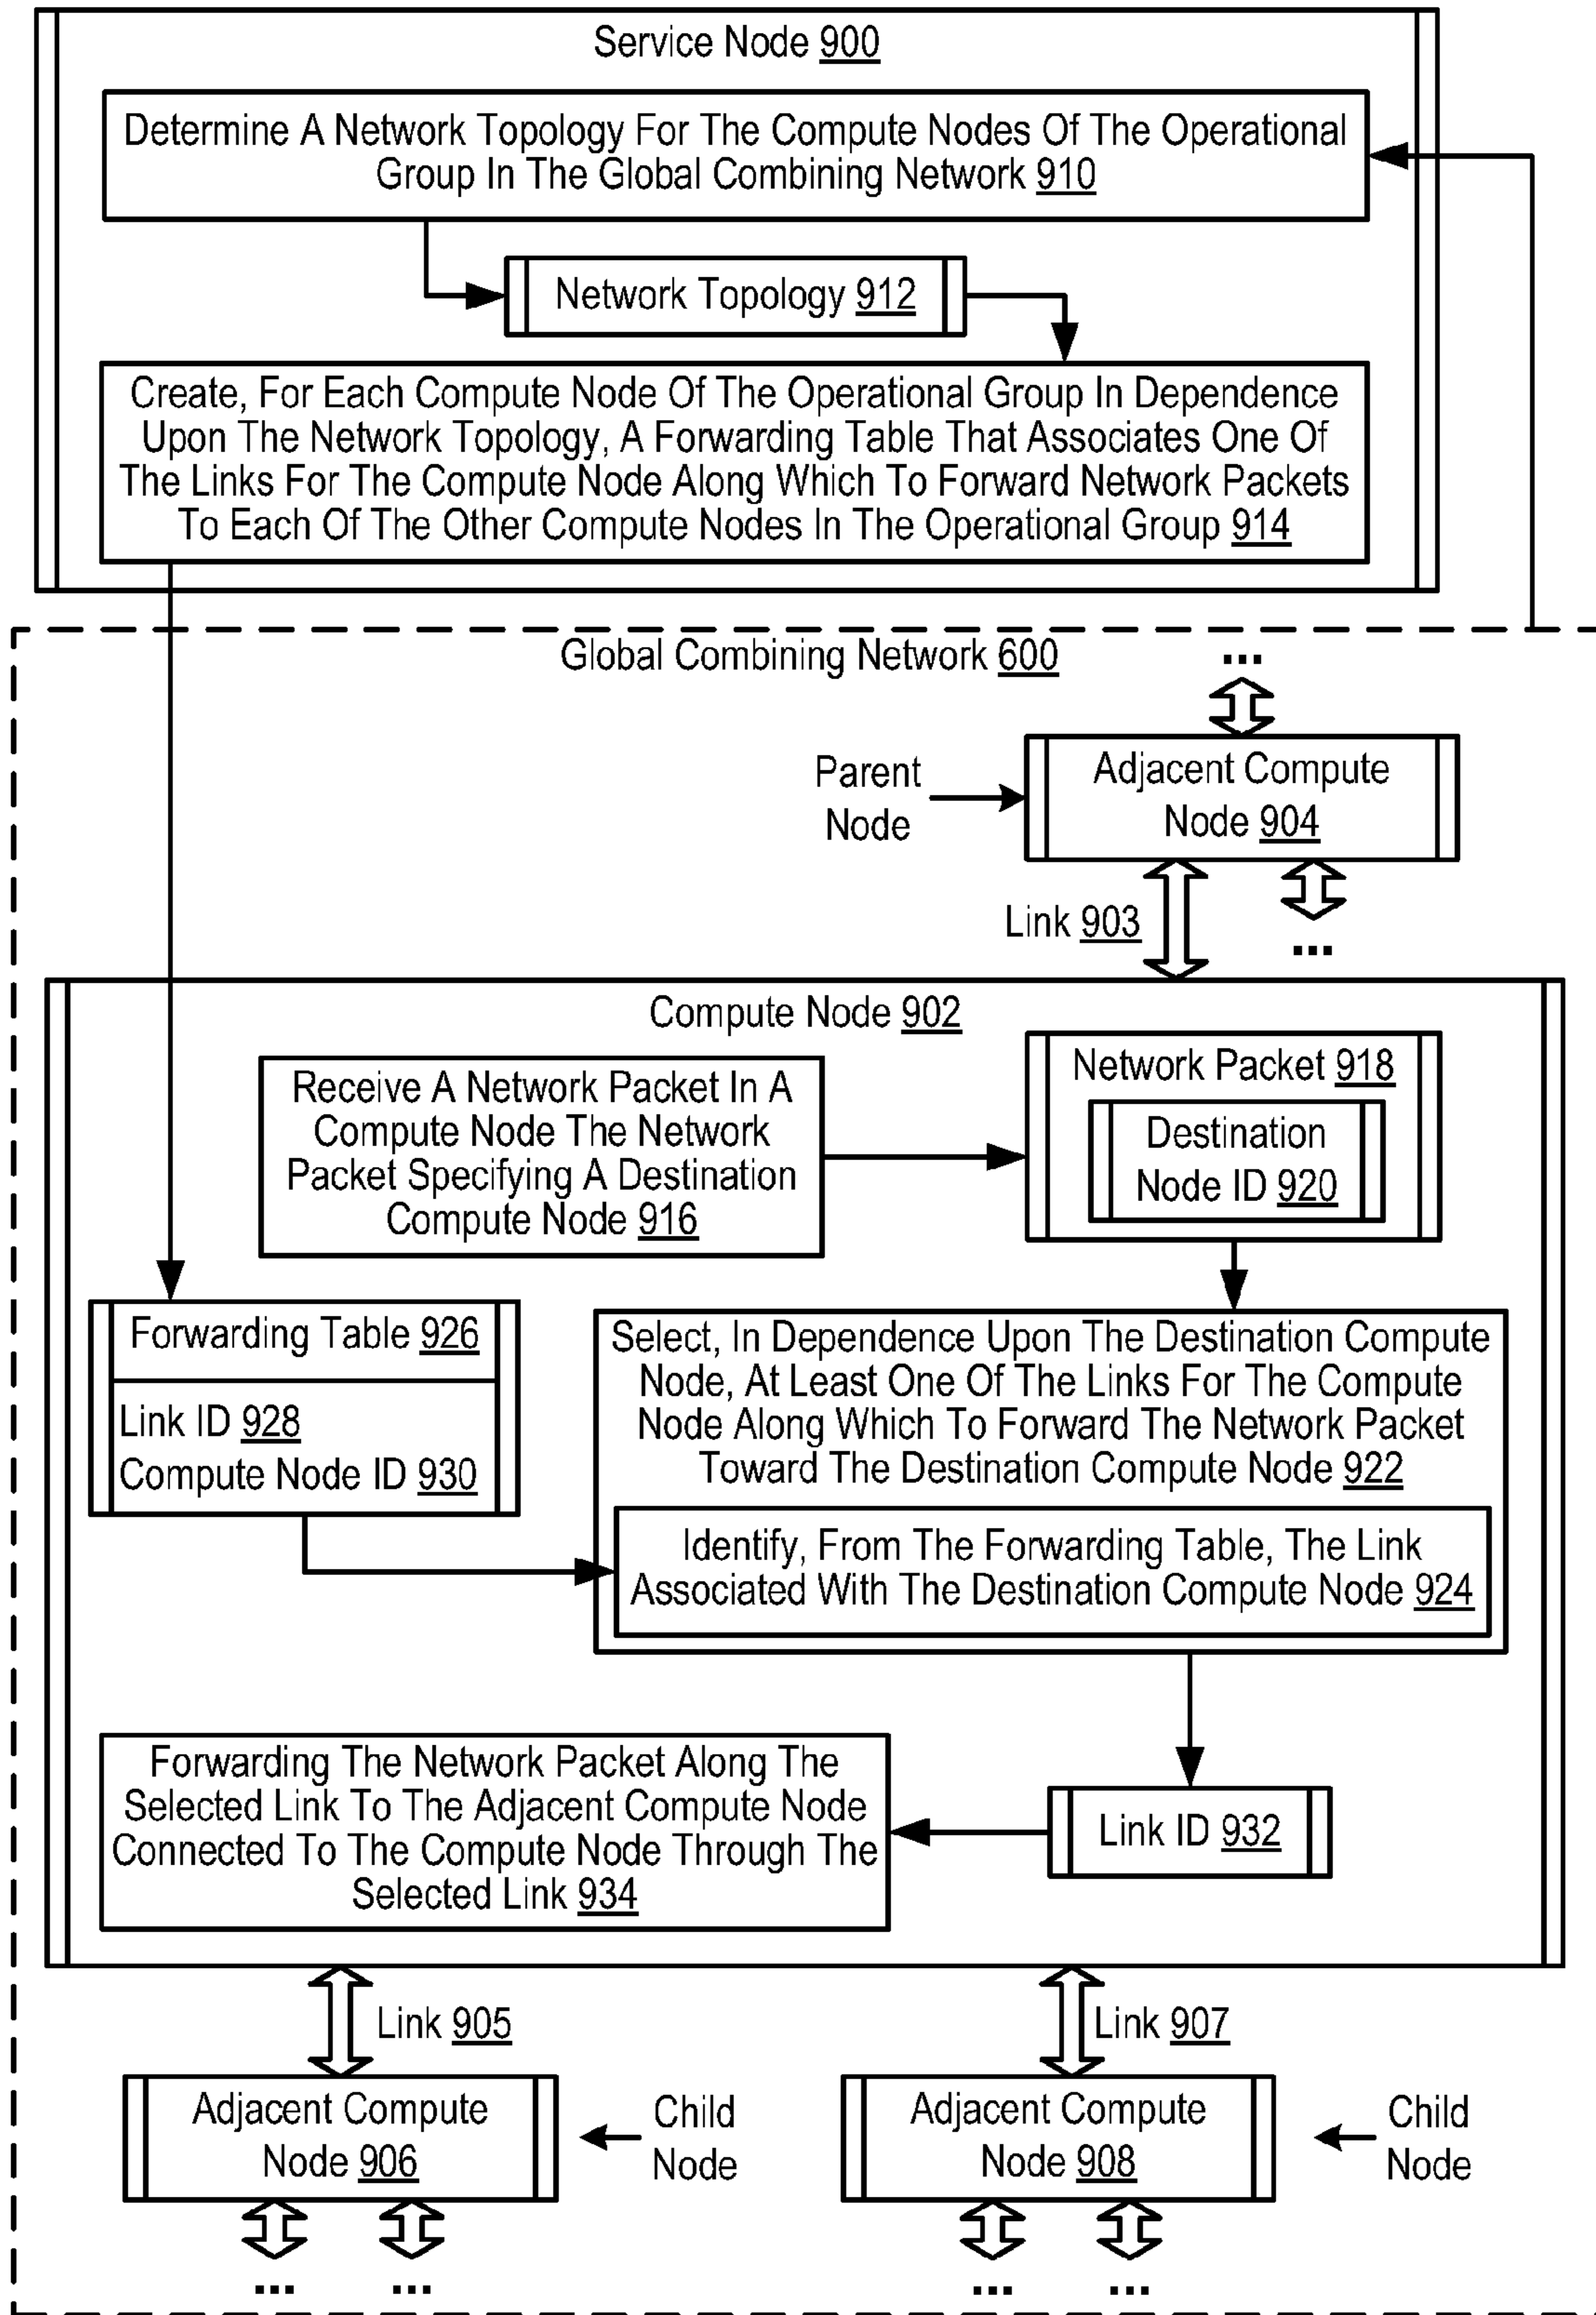 Service Node 900
Determine A Network Topology For The Compute Nodes Of The Operational
Group In The Global Combining Network 910
Network Topology 912
Create, For Each Compute Node Of The Operational Group In Dependence
Upon The Network Topology, A Forwarding Table That Associates One Of
The Links For The Compute Node Along Which To Forward Network Packets
To Each Of The Other Compute Nodes In The Operational Group 914
Global Combining Network 600
...
Parent
Node
Adjacent Compute
Node 904
Link 903
...
Compute Node 902
Receive A Network Packet In A
Compute Node The Network
Packet Specifying A Destination
Compute Node 916
Network Packet 918
Destination
Node ID 920
Forwarding Table 926
Link ID 928
Compute Node ID 930
Select, In Dependence Upon The Destination Compute
Node, At Least One Of The Links For The Compute
Node Along Which To Forward The Network Packet
Toward The Destination Compute Node 922
Identify, From The Forwarding Table, The Link
Associated With The Destination Compute Node 924
Forwarding The Network Packet Along The
Selected Link To The Adjacent Compute Node
Connected To The Compute Node Through The
Selected Link 934
Link ID 932
Link 905
Link 907
Adjacent Compute
Node 906
Child
Node
Adjacent Compute
Node 908
Child
Node
... ... ... ...